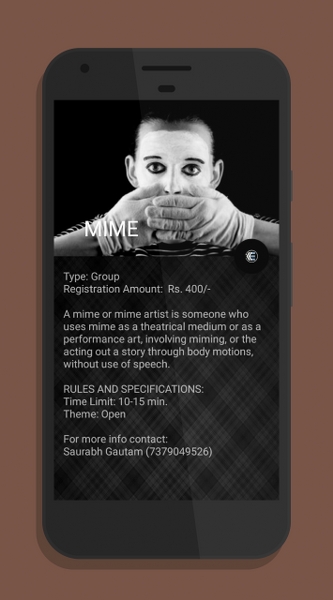 MIME
Type: Group
Registration Amount:  Rs. 400/-
A mime or mime artist is someone who
uses mime as a theatrical medium or as a
performance art, involving miming, or the
acting out a story through body motions,
without use of speech.
RULES AND SPECIFICATIONS:
Time Limit: 10-15 min.
Theme: Open
For more info contact:
Saurabh Gautam (7379049526)